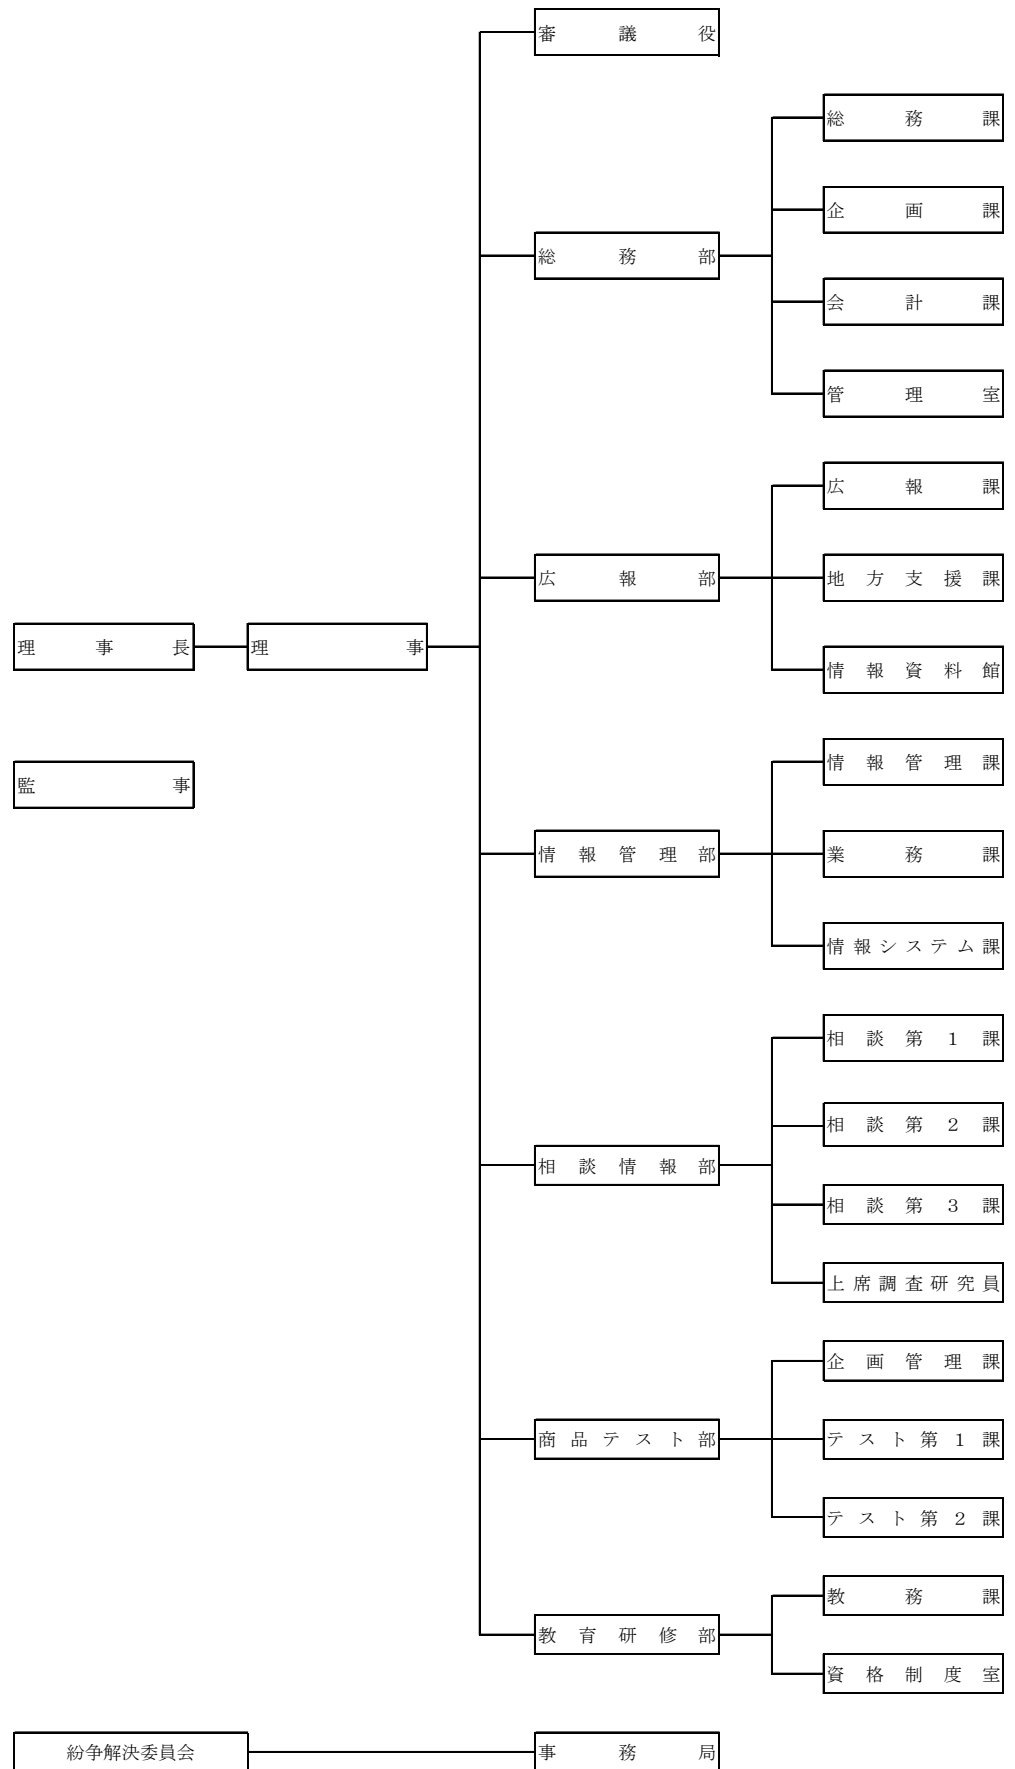 審議役
総務課
企画課
総務部
会計課
管理室
広報課
広報部
地方支援課
理事長
理事
情報資料館
監事
情報管理課
情報管理部
業務課
情報システム課
相談第1課
相談第2課
相談情報部
相談第3課
上席調査研究員
企画管理課
商品テスト部
テスト第1課
テスト第2課
教務課
教育研修部
資格制度室
紛争解決委員会
事務局